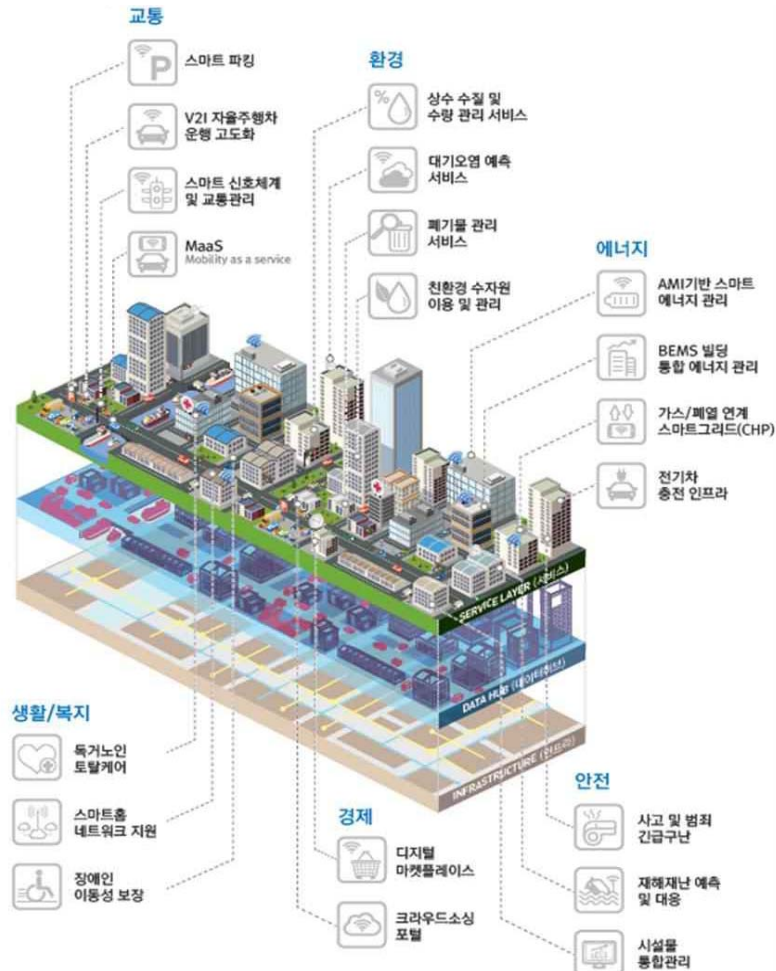 교통
스마트 파킹
V2I 자율주행차
운행 고도화
스마트 신호체계
및 교통관리
MaaS
Mobility as a service
환경
상수 수질 및
수량 관리 서비스
대기오염 예측
서비스
폐기물 관리
서비스
친환경 수자원
이용 및 관리
에너지
AMI기반 스마트
에너지 관리
BEMS 빌딩
통합 에너지 관리
가스/폐열 연계
스마트그리드(CHP)
전기차
충전 인프라
SERVICE LAYER (서비스)
DATA HUB (데이터허브)
INFRASTRUCTURE (인프라)
생활/복지
독거노인
토탈케어
스마트홈
네트워크 지원
장애인
이동성 보장
경제
디지털
마켓플레이스
크라우드소싱
포털
안전
사고 및 범죄
긴급구난
재해재난 예측
및 대응
시설물
통합관리